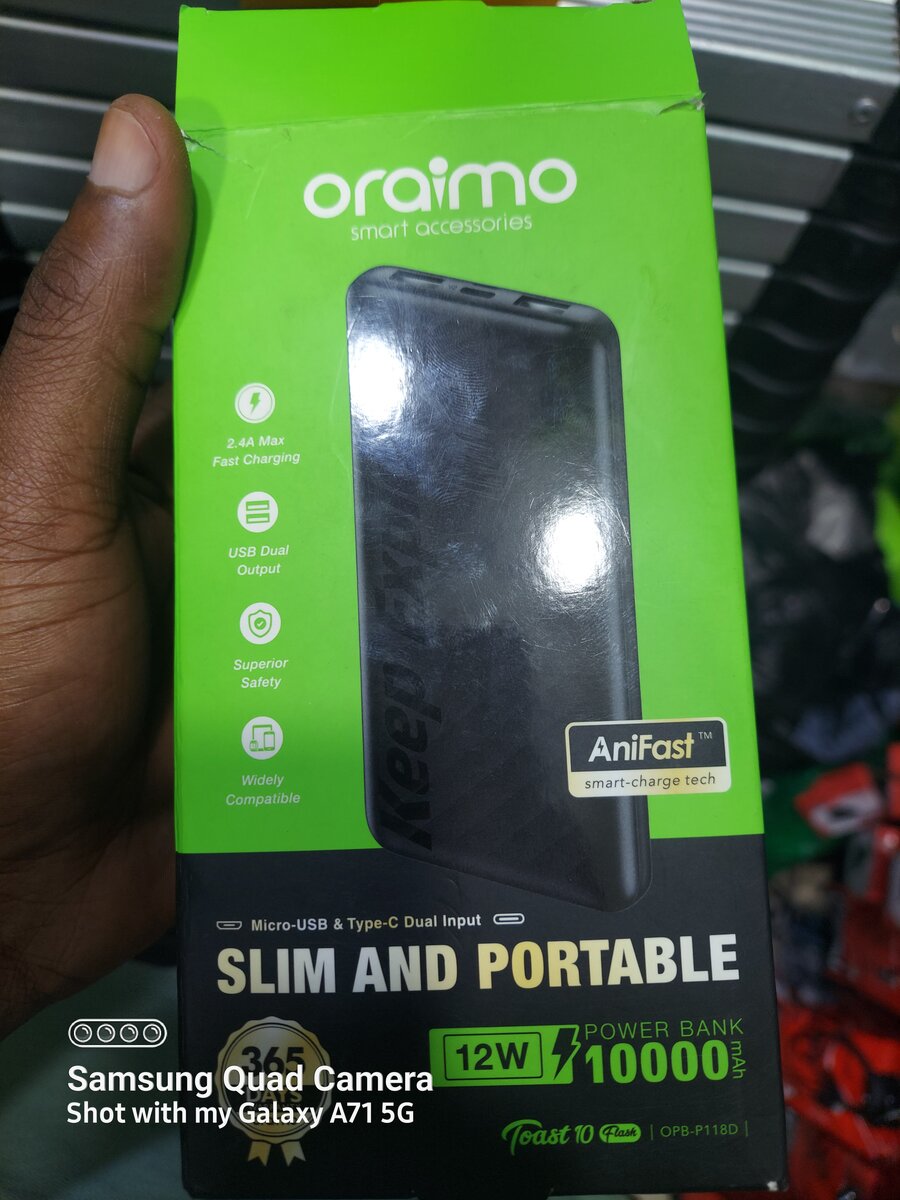 oraimo
smart accessories
2.4A Max
Fast Charging
USB Dual
Output
Superior
Safety
Widely
Compatible
Keep Expl
AniFast™
smart-charge tech
Micro-USB & Type-C Dual Input
SLIM AND PORTABLE
365
DAYS
12W
POWER BANK
10000mAh
Toast 10 Flash | OPB-P118D |
Samsung Quad Camera
Shot with my Galaxy A71 5G